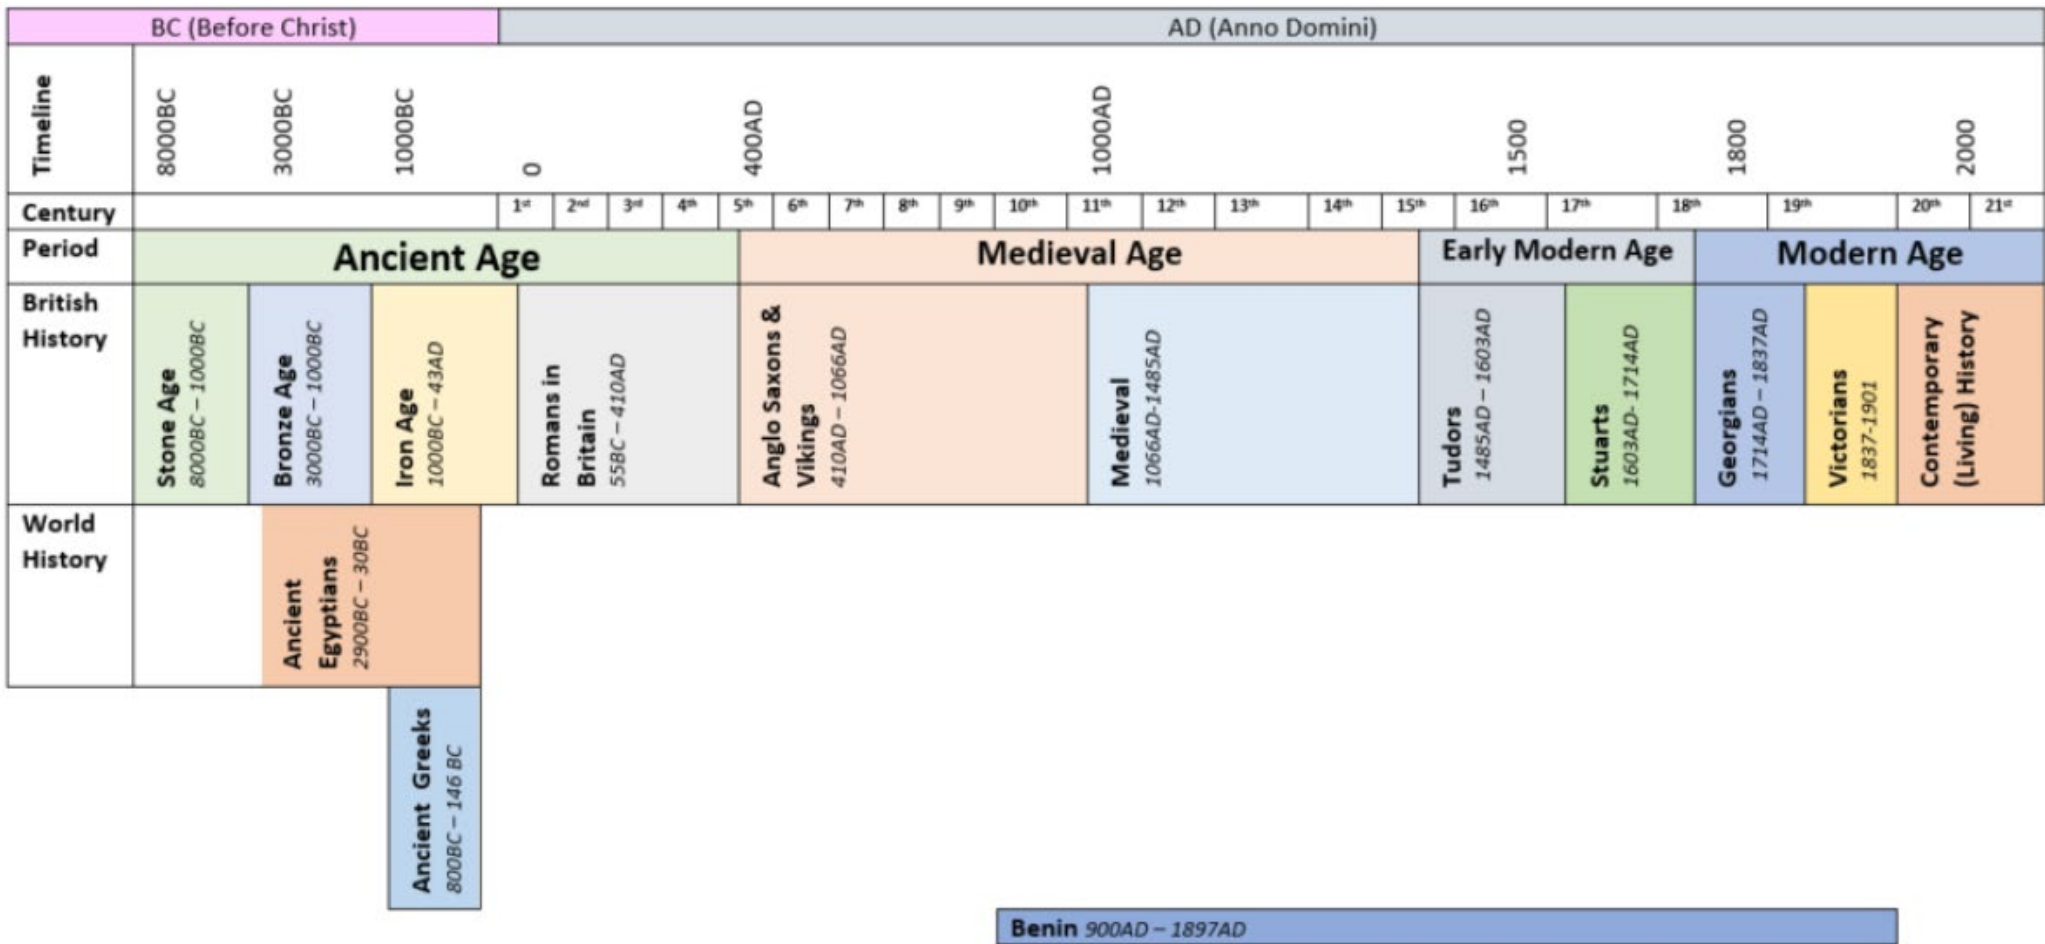 BC (Before Christ)
AD (Anno Domini)
Timeline
8000BC
3000BC
1000BC
0
400AD
1000AD
1500
1800
2000
Century
1st
2nd
3rd
4th
5th
6th
7th
8th
9th
10th
11th
12th
13th
14th
15th
16th
17th
18th
19th
20th
21st
Period
Ancient Age
Medieval Age
Early Modern Age
Modern Age
British
History
Stone Age
8000BC – 1000BC
Bronze Age
3000BC – 1000BC
Iron Age
1000BC – 43AD
Romans in
Britain
55BC – 410AD
Anglo Saxons &
Vikings
410AD – 1066AD
Medieval
1066AD-1485AD
Tudors
1485AD – 1603AD
Stuarts
1603AD- 1714AD
Georgians
1714AD – 1837AD
Victorians
1837-1901
Contemporary
(Living) History
World
History
Ancient
Egyptians
2900BC – 30BC
Ancient Greeks
800BC – 146 BC
Benin 900AD – 1897AD